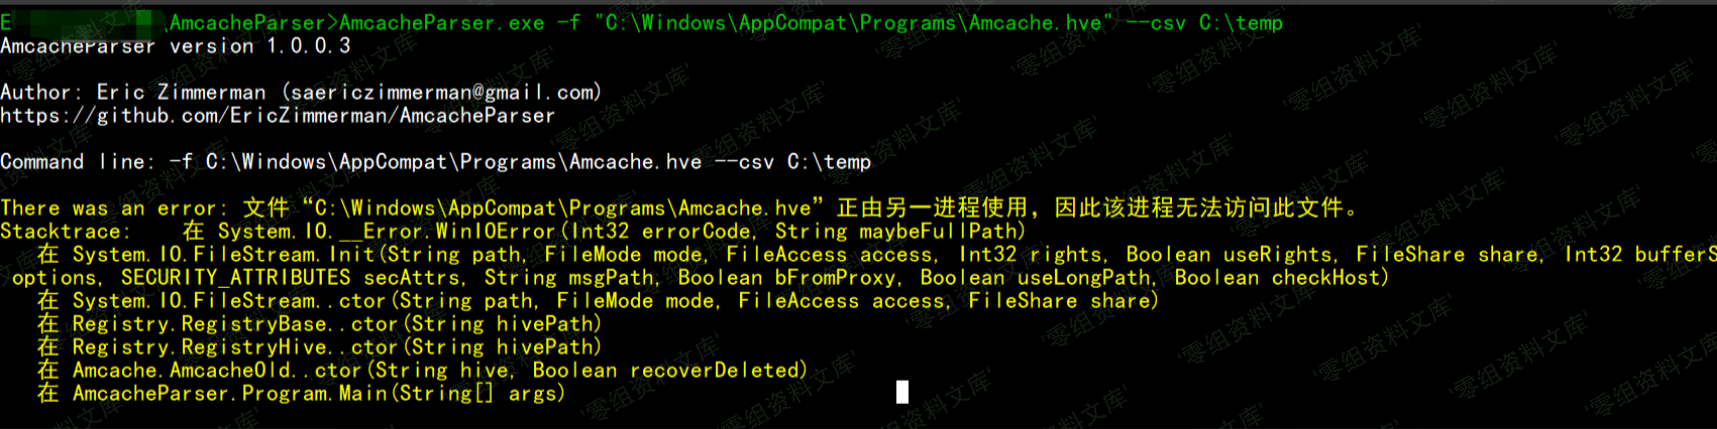 E \AmcacheParser>AmcacheParser.exe -f "C:\Windows\AppCompat\Programs\Amcache.hve" --csv C:\temp
AmcacheParser version 1.0.0.3
Author: Eric Zimmerman (saericzimmerman@gmail.com)
https://github.com/EricZimmerman/AmcacheParser
Command line: -f C:\Windows\AppCompat\Programs\Amcache.hve --csv C:\temp
There was an error: 文件“C:\Windows\AppCompat\Programs\Amcache.hve”正由另一进程使用，因此该进程无法访问此文件。
Stacktrace:    在 System.IO.__Error.WinIOError(Int32 errorCode, String maybeFullPath)
在 System.IO.FileStream.Init(String path, FileMode mode, FileAccess access, Int32 rights, Boolean useRights, FileShare share, Int32 bufferS
options, SECURITY_ATTRIBUTES secAttrs, String msgPath, Boolean bFromProxy, Boolean useLongPath, Boolean checkHost)
在 System.IO.FileStream..ctor(String path, FileMode mode, FileAccess access, FileShare share)
在 Registry.RegistryBase..ctor(String hivePath)
在 Registry.RegistryHive..ctor(String hivePath)
在 Amcache.AmcacheOld..ctor(String hive, Boolean recoverDeleted)
在 AmcacheParser.Program.Main(String[] args)
'零组资料文库'